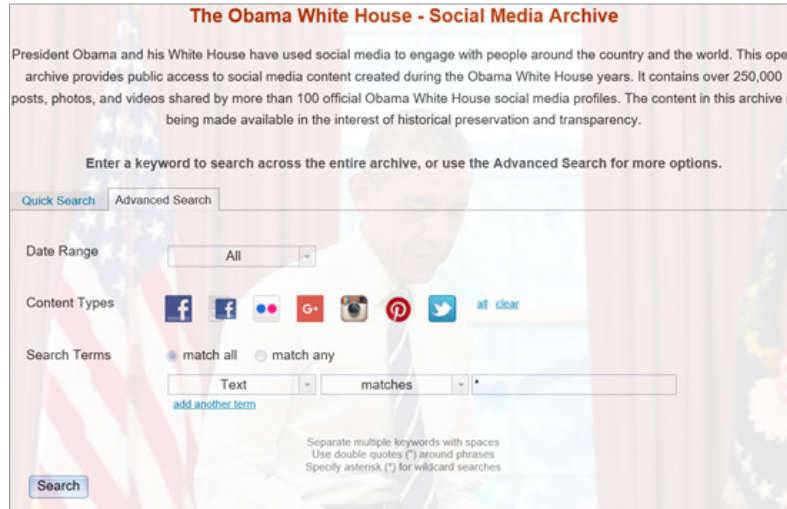 The Obama White House - Social Media Archive
President Obama and his White House have used social media to engage with people around the country and the world. This ope
archive provides public access to social media content created during the Obama White House years. It contains over 250,000
posts, photos, and videos shared by more than 100 official Obama White House social media profiles. The content in this archive i
being made available in the interest of historical preservation and transparency.
Enter a keyword to search across the entire archive, or use the Advanced Search for more options.
Quick Search Advanced Search
Date Range All
Content Types f f G+ all clear
Search Terms match all match any
Text matches *
add another term
Separate multiple keywords with spaces
Use double quotes (") around phrases
Specify asterisk (*) for wildcard searches
Search